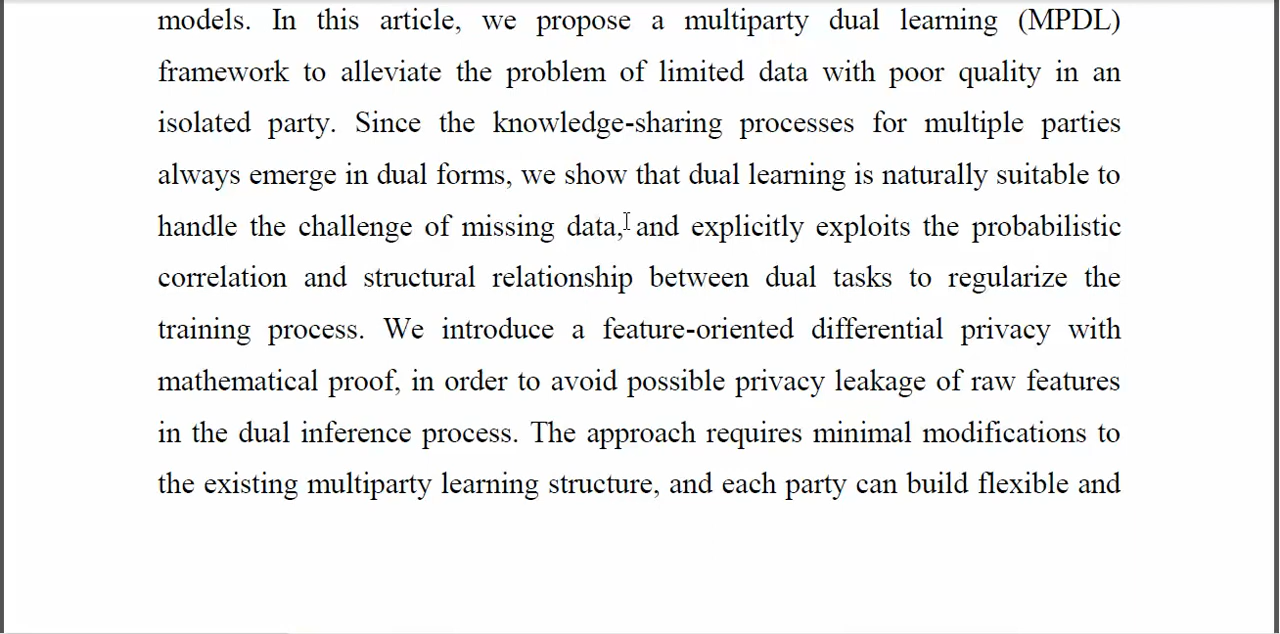 models. In this article, we propose a multiparty dual learning (MPDL)
framework to alleviate the problem of limited data with poor quality in an
isolated party. Since the knowledge-sharing processes for multiple parties
always emerge in dual forms, we show that dual learning is naturally suitable to
handle the challenge of missing data, and explicitly exploits the probabilistic
correlation and structural relationship between dual tasks to regularize the
training process. We introduce a feature-oriented differential privacy with
mathematical proof, in order to avoid possible privacy leakage of raw features
in the dual inference process. The approach requires minimal modifications to
the existing multiparty learning structure, and each party can build flexible and